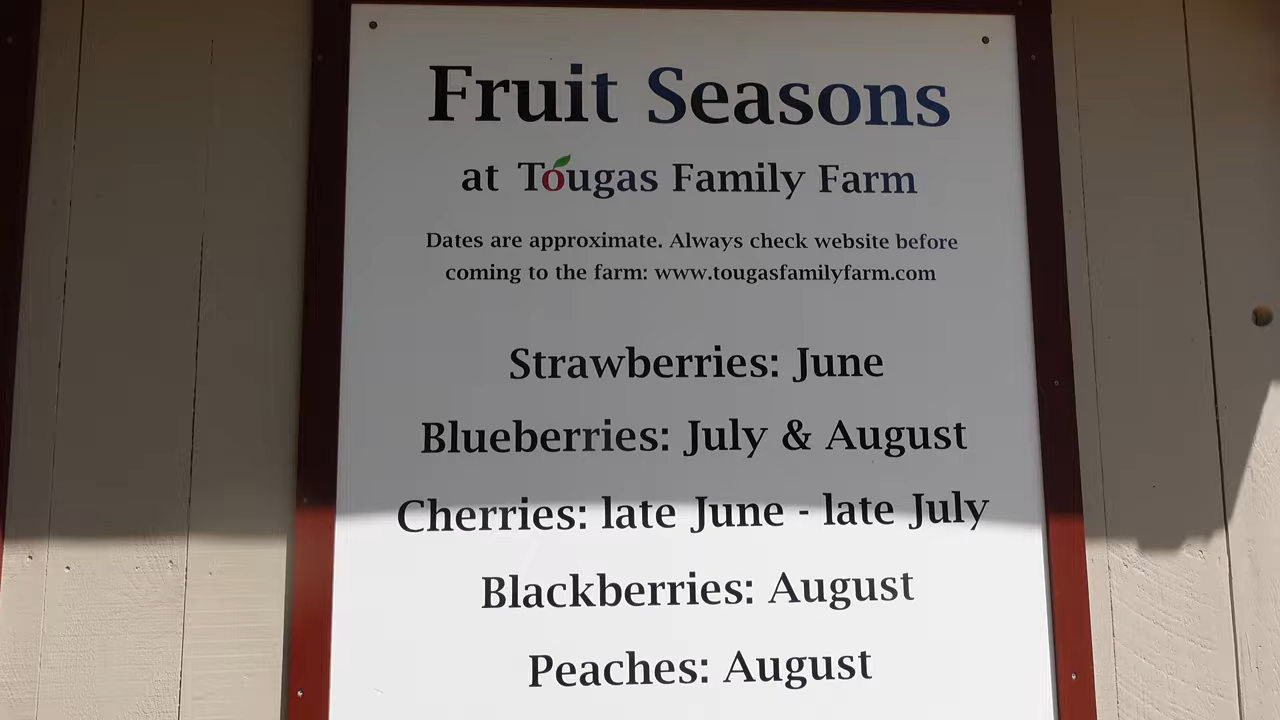 Fruit Seasons
at Tougas Family Farm
Dates are approximate. Always check website before
coming to the farm: www.tougasfamilyfarm.com
Strawberries: June
Blueberries: July & August
Cherries: late June - late July
Blackberries: August
Peaches: August